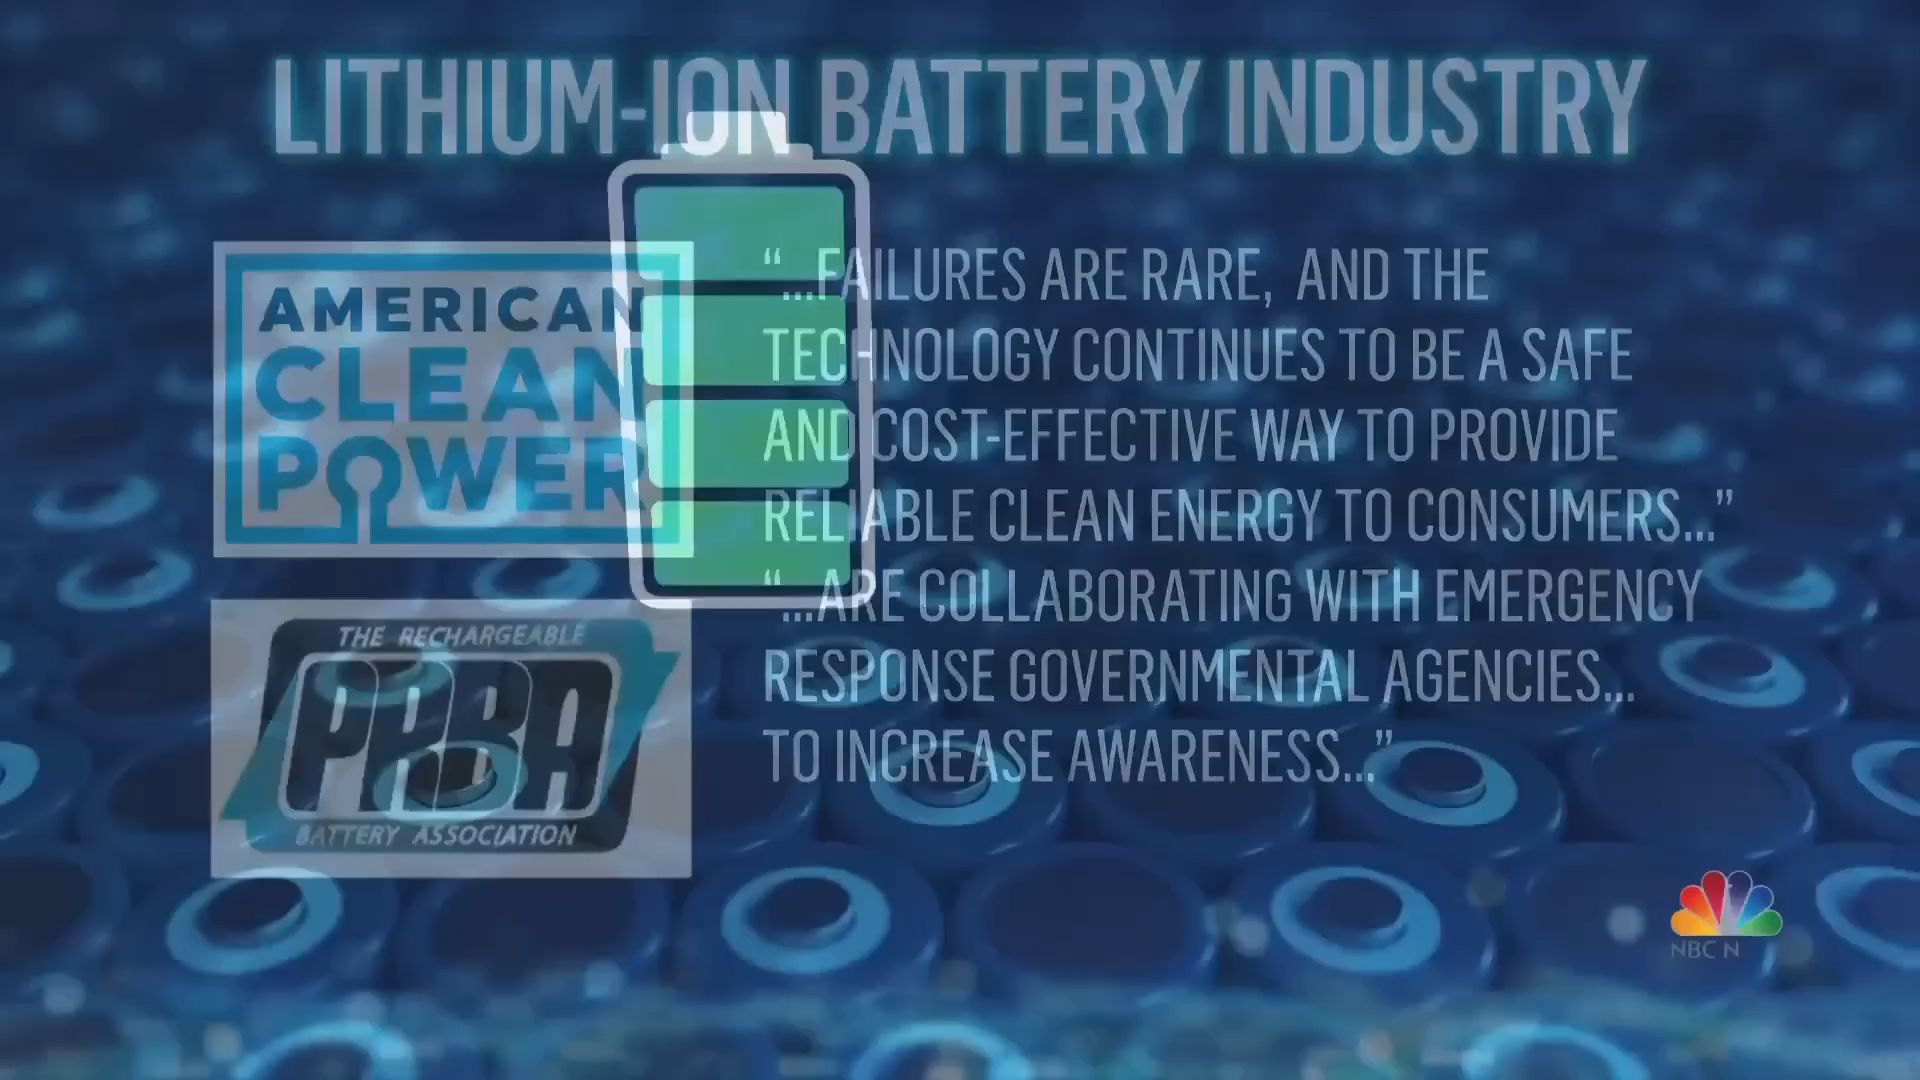 LITHIUM-ION BATTERY INDUSTRY
AMERICAN
CLEAN
POWER
“...FAILURES ARE RARE, AND THE
TECHNOLOGY CONTINUES TO BE A SAFE
AND COST-EFFECTIVE WAY TO PROVIDE
RELIABLE CLEAN ENERGY TO CONSUMERS...”
“...ARE COLLABORATING WITH EMERGENCY
RESPONSE GOVERNMENTAL AGENCIES...
TO INCREASE AWARENESS...”
THE RECHARGEABLE
PRBA
BATTERY ASSOCIATION
NBC N